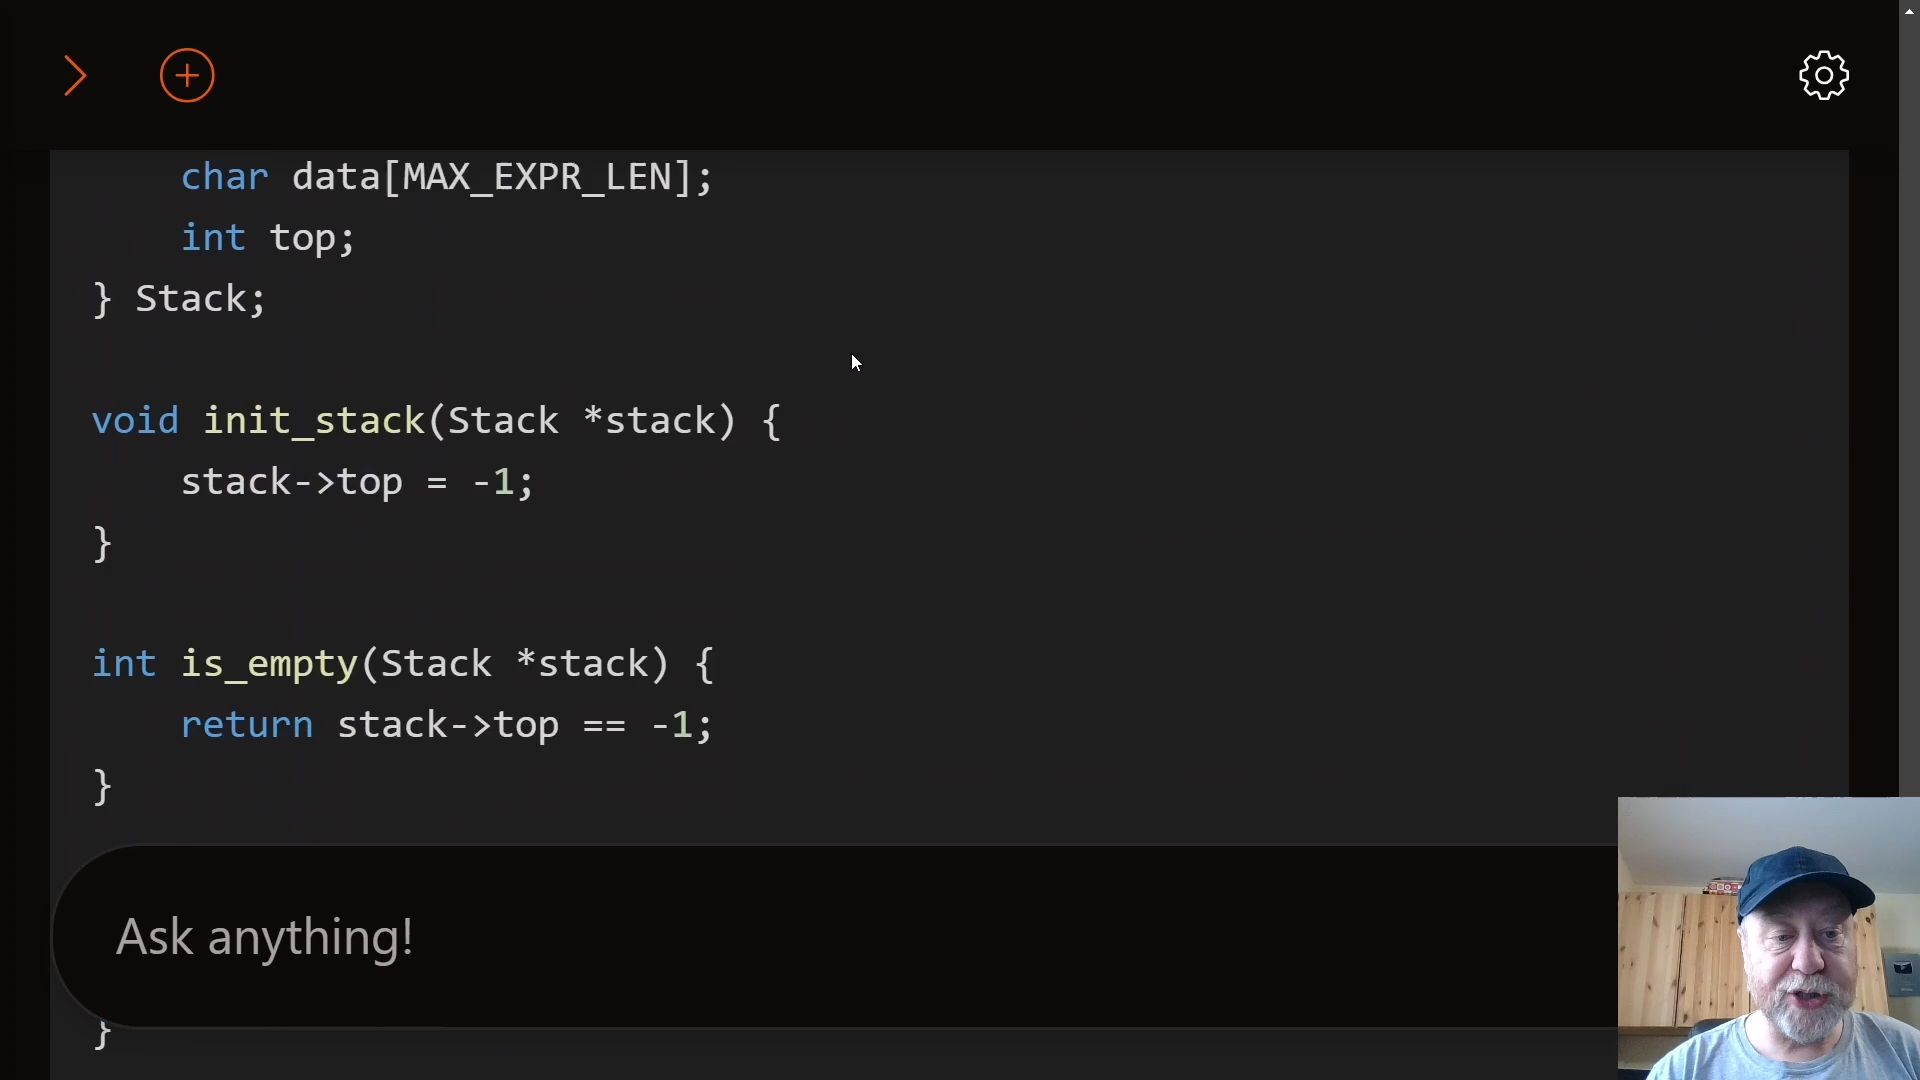 char data[MAX_EXPR_LEN];
int top;
} Stack;
void init_stack(Stack *stack) {
stack->top = -1;
}
int is_empty(Stack *stack) {
return stack->top == -1;
}
Ask anything!
}